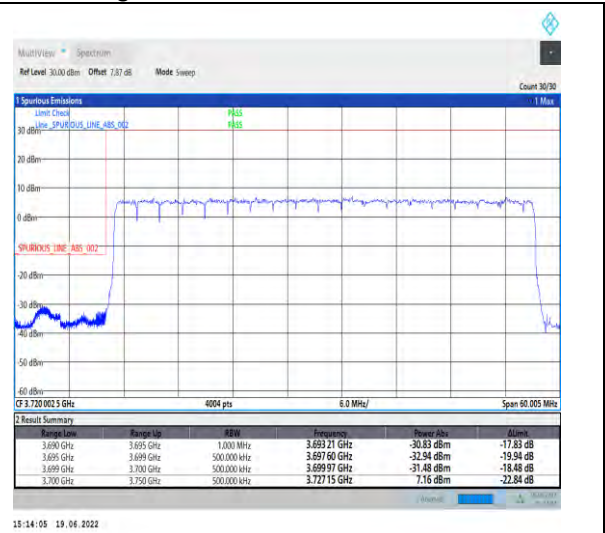 MultiView Spectrum
Ref Level 30.00 dBm Offset 7.87 dB Mode Sweep
Count 30/30
1 Spurious Emissions 1 Max
Limit Check PASS
Line _SPURIOUS_LINE_ABS_002 PASS
30 dBm
20 dBm
10 dBm
0 dBm
SPURIOUS_LINE_ABS_002
-20 dBm
-30 dBm
-40 dBm
-50 dBm
-60 dBm
CF 3.720 002 5 GHz 4004 pts 6.0 MHz/ Span 60.005 MHz
2 Result Summary
Range Low Range Up RBW Frequency Power Abs ΔLimit
3.690 GHz 3.695 GHz 1.000 MHz 3.693 21 GHz -30.83 dBm -17.83 dB
3.695 GHz 3.699 GHz 500.000 kHz 3.697 60 GHz -32.94 dBm -19.94 dB
3.699 GHz 3.700 GHz 500.000 kHz 3.699 97 GHz -31.48 dBm -18.48 dB
3.700 GHz 3.750 GHz 500.000 kHz 3.727 15 GHz 7.16 dBm -22.84 dB
15:14:05 19.06.2022